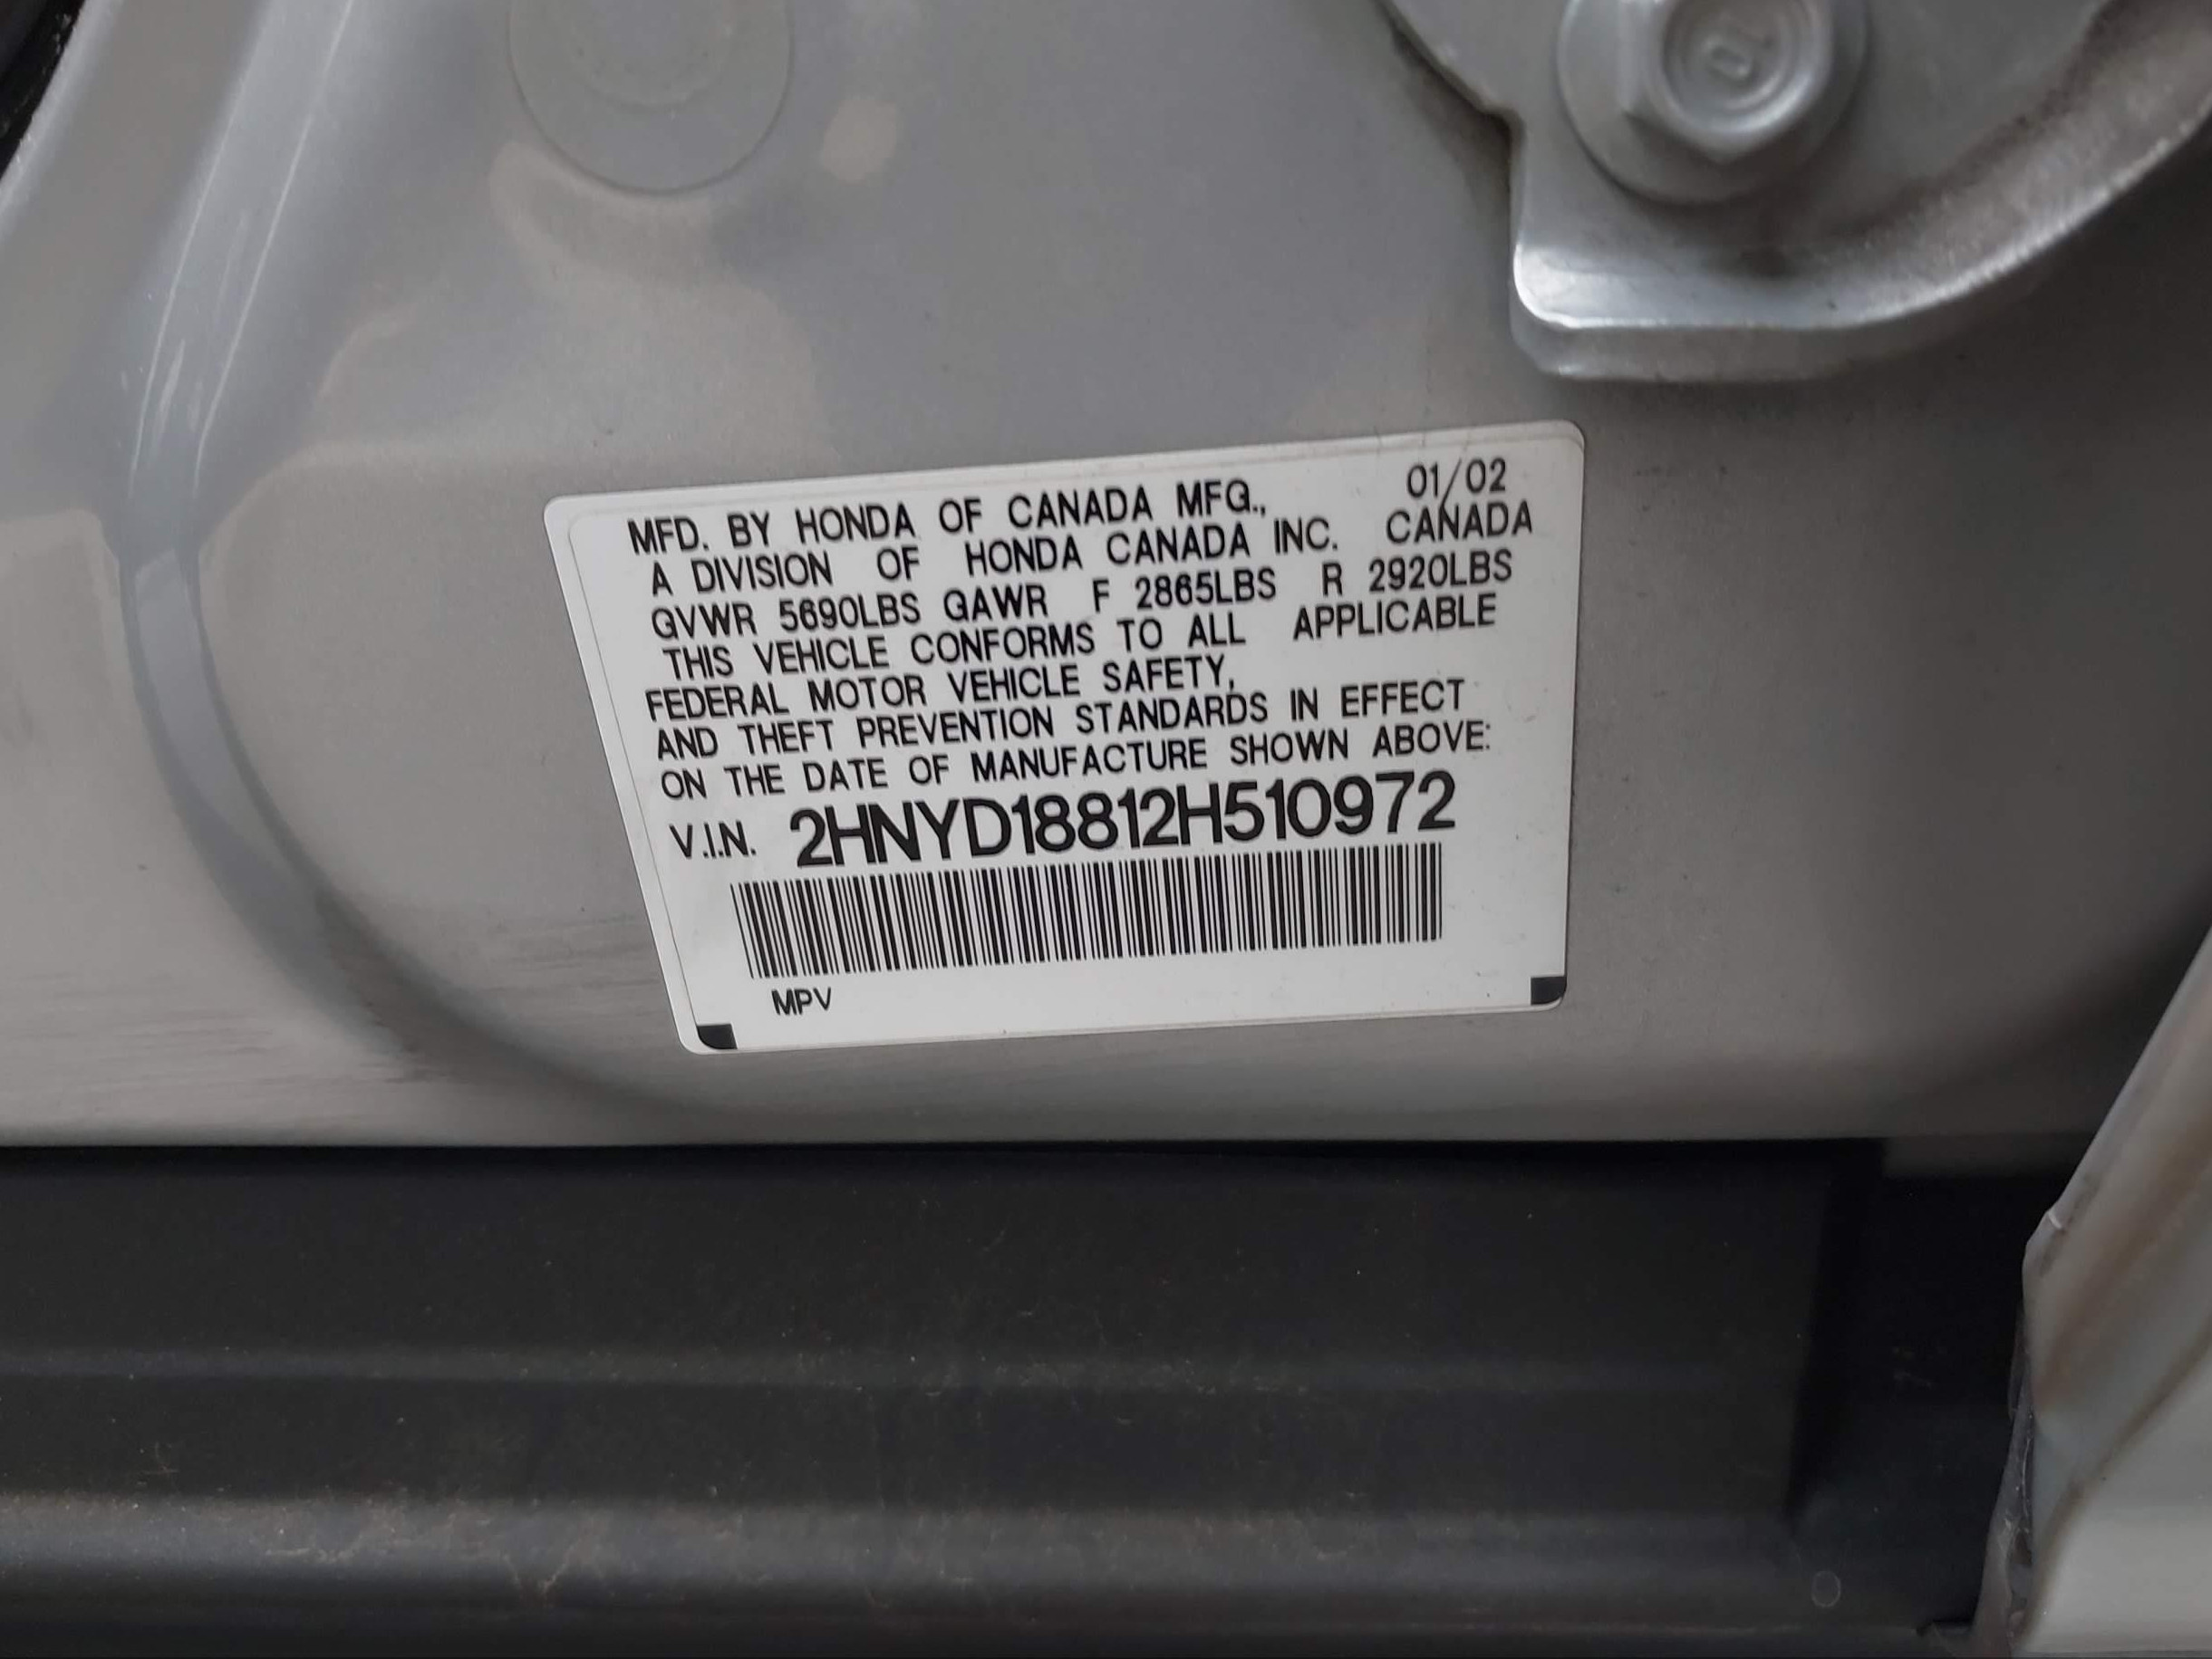 MFD. BY HONDA OF CANADA MFG., 01/02
A DIVISION OF HONDA CANADA INC. CANADA
GVWR 5690LBS GAWR F 2865LBS R 2920LBS
THIS VEHICLE CONFORMS TO ALL APPLICABLE
FEDERAL MOTOR VEHICLE SAFETY,
AND THEFT PREVENTION STANDARDS IN EFFECT
ON THE DATE OF MANUFACTURE SHOWN ABOVE:
V.I.N. 2HNYD18812H510972
MPV